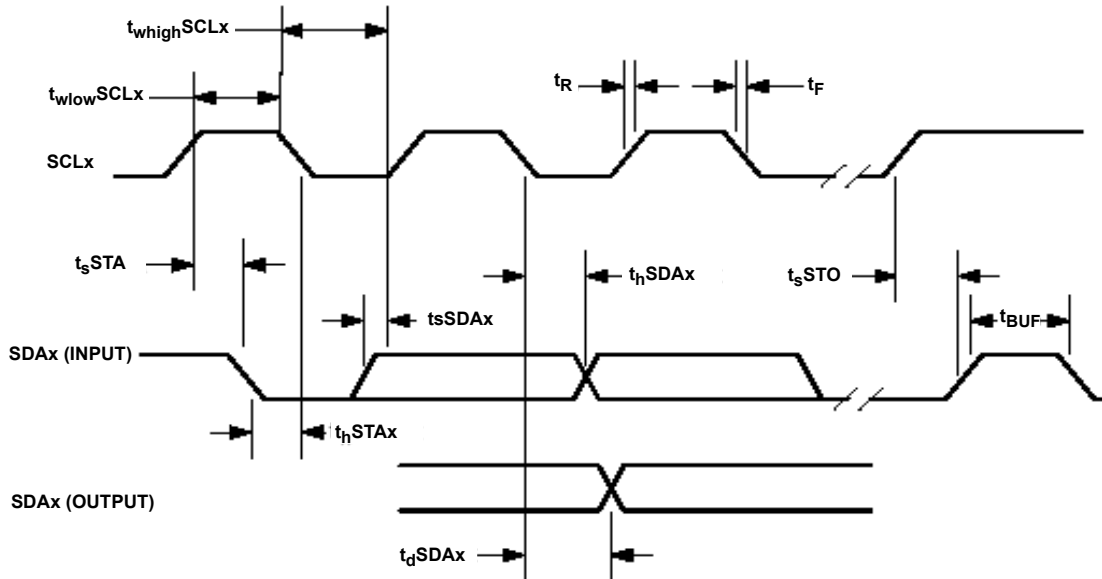 twhighSCLx
twlowSCLx
tR
tF
SCLx
tsSTA
thSDAx
tsSTO
tsSDAx
tBUF
SDAx (INPUT)
thSTAx
SDAx (OUTPUT)
tdSDAx